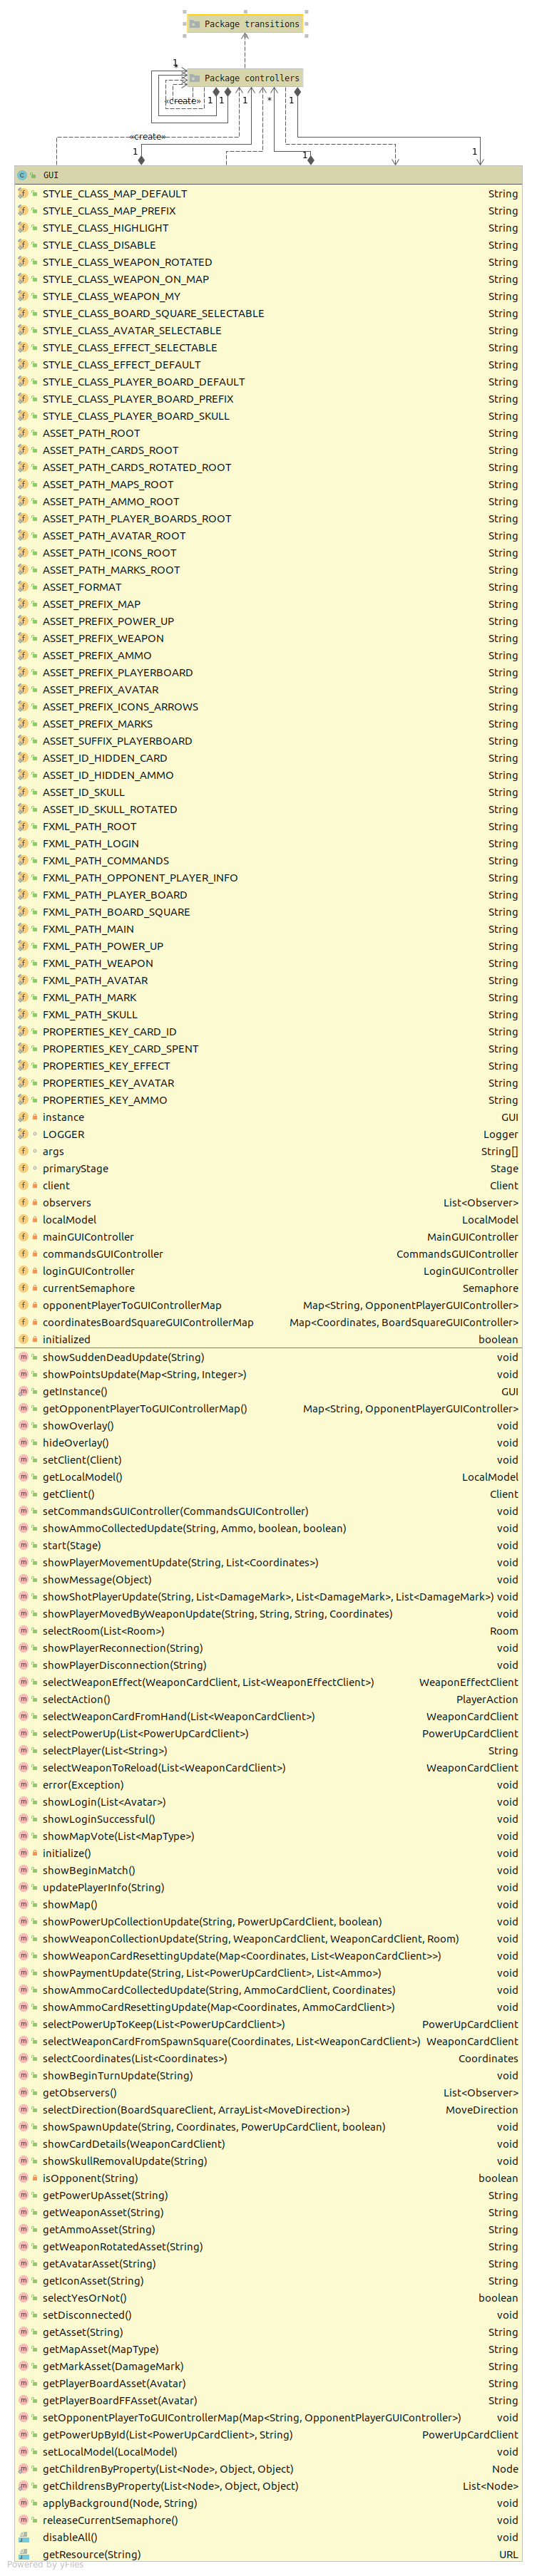 Package transitions
1
*
Package controllers
«create»
1
1
1
*
1
«create»
1
1
1
GUI
STYLE_CLASS_MAP_DEFAULT String
STYLE_CLASS_MAP_PREFIX String
STYLE_CLASS_HIGHLIGHT String
STYLE_CLASS_DISABLE String
STYLE_CLASS_WEAPON_ROTATED String
STYLE_CLASS_WEAPON_ON_MAP String
STYLE_CLASS_WEAPON_MY String
STYLE_CLASS_BOARD_SQUARE_SELECTABLE String
STYLE_CLASS_AVATAR_SELECTABLE String
STYLE_CLASS_EFFECT_SELECTABLE String
STYLE_CLASS_EFFECT_DEFAULT String
STYLE_CLASS_PLAYER_BOARD_DEFAULT String
STYLE_CLASS_PLAYER_BOARD_PREFIX String
STYLE_CLASS_PLAYER_BOARD_SKULL String
ASSET_PATH_ROOT String
ASSET_PATH_CARDS_ROOT String
ASSET_PATH_CARDS_ROTATED_ROOT String
ASSET_PATH_MAPS_ROOT String
ASSET_PATH_AMMO_ROOT String
ASSET_PATH_PLAYER_BOARDS_ROOT String
ASSET_PATH_AVATAR_ROOT String
ASSET_PATH_ICONS_ROOT String
ASSET_PATH_MARKS_ROOT String
ASSET_FORMAT String
ASSET_PREFIX_MAP String
ASSET_PREFIX_POWER_UP String
ASSET_PREFIX_WEAPON String
ASSET_PREFIX_AMMO String
ASSET_PREFIX_PLAYERBOARD String
ASSET_PREFIX_AVATAR String
ASSET_PREFIX_ICONS_ARROWS String
ASSET_PREFIX_MARKS String
ASSET_SUFFIX_PLAYERBOARD String
ASSET_ID_HIDDEN_CARD String
ASSET_ID_HIDDEN_AMMO String
ASSET_ID_SKULL String
ASSET_ID_SKULL_ROTATED String
FXML_PATH_ROOT String
FXML_PATH_LOGIN String
FXML_PATH_COMMANDS String
FXML_PATH_OPPONENT_PLAYER_INFO String
FXML_PATH_PLAYER_BOARD String
FXML_PATH_BOARD_SQUARE String
FXML_PATH_MAIN String
FXML_PATH_POWER_UP String
FXML_PATH_WEAPON String
FXML_PATH_AVATAR String
FXML_PATH_MARK String
FXML_PATH_SKULL String
PROPERTIES_KEY_CARD_ID String
PROPERTIES_KEY_CARD_SPENT String
PROPERTIES_KEY_EFFECT String
PROPERTIES_KEY_AVATAR String
PROPERTIES_KEY_AMMO String
instance GUI
LOGGER Logger
args String[]
primaryStage Stage
client Client
observers List<Observer>
localModel LocalModel
mainGUIController MainGUIController
commandsGUIController CommandsGUIController
loginGUIController LoginGUIController
currentSemaphore Semaphore
opponentPlayerToGUIControllerMap Map<String, OpponentPlayerGUIController>
coordinatesBoardSquareGUIControllerMap Map<Coordinates, BoardSquareGUIController>
initialized boolean
showSuddenDeadUpdate(String) void
showPointsUpdate(Map<String, Integer>) void
getInstance() GUI
getOpponentPlayerToGUIControllerMap() Map<String, OpponentPlayerGUIController>
showOverlay() void
hideOverlay() void
setClient(Client) void
getLocalModel() LocalModel
getClient() Client
setCommandsGUIController(CommandsGUIController) void
showAmmoCollectedUpdate(String, Ammo, boolean, boolean) void
start(Stage) void
showPlayerMovementUpdate(String, List<Coordinates>) void
showMessage(Object) void
showShotPlayerUpdate(String, List<DamageMark>, List<DamageMark>, List<DamageMark>) void
showPlayerMovedByWeaponUpdate(String, String, String, Coordinates) void
selectRoom(List<Room>) Room
showPlayerReconnection(String) void
showPlayerDisconnection(String) void
selectWeaponEffect(WeaponCardClient, List<WeaponEffectClient>) WeaponEffectClient
selectAction() PlayerAction
selectWeaponCardFromHand(List<WeaponCardClient>) WeaponCardClient
selectPowerUp(List<PowerUpCardClient>) PowerUpCardClient
selectPlayer(List<String>) String
selectWeaponToReload(List<WeaponCardClient>) WeaponCardClient
error(Exception) void
showLogin(List<Avatar>) void
showLoginSuccessful() void
showMapVote(List<MapType>) void
initialize() void
showBeginMatch() void
updatePlayerInfo(String) void
showMap() void
showPowerUpCollectionUpdate(String, PowerUpCardClient, boolean) void
showWeaponCollectionUpdate(String, WeaponCardClient, WeaponCardClient, Room) void
showWeaponCardResettingUpdate(Map<Coordinates, List<WeaponCardClient>>) void
showPaymentUpdate(String, List<PowerUpCardClient>, List<Ammo>) void
showAmmoCardCollectedUpdate(String, AmmoCardClient, Coordinates) void
showAmmoCardResettingUpdate(Map<Coordinates, AmmoCardClient>) void
selectPowerUpToKeep(List<PowerUpCardClient>) PowerUpCardClient
selectWeaponCardFromSpawnSquare(Coordinates, List<WeaponCardClient>) WeaponCardClient
selectCoordinates(List<Coordinates>) Coordinates
showBeginTurnUpdate(String) void
getObservers() List<Observer>
selectDirection(BoardSquareClient, ArrayList<MoveDirection>) MoveDirection
showSpawnUpdate(String, Coordinates, PowerUpCardClient, boolean) void
showCardDetails(WeaponCardClient) void
showSkullRemovalUpdate(String) void
isOpponent(String) boolean
getPowerUpAsset(String) String
getWeaponAsset(String) String
getAmmoAsset(String) String
getWeaponRotatedAsset(String) String
getAvatarAsset(String) String
getIconAsset(String) String
selectYesOrNot() boolean
setDisconnected() void
getAsset(String) String
getMapAsset(MapType) String
getMarkAsset(DamageMark) String
getPlayerBoardAsset(Avatar) String
getPlayerBoardFFAsset(Avatar) String
setOpponentPlayerToGUIControllerMap(Map<String, OpponentPlayerGUIController>) void
getPowerUpById(List<PowerUpCardClient>, String) PowerUpCardClient
setLocalModel(LocalModel) void
getChildrenByProperty(List<Node>, Object, Object) Node
getChildrensByProperty(List<Node>, Object, Object) List<Node>
applyBackground(Node, String) void
releaseCurrentSemaphore() void
disableAll() void
getResource(String) URL
Powered by yFiles